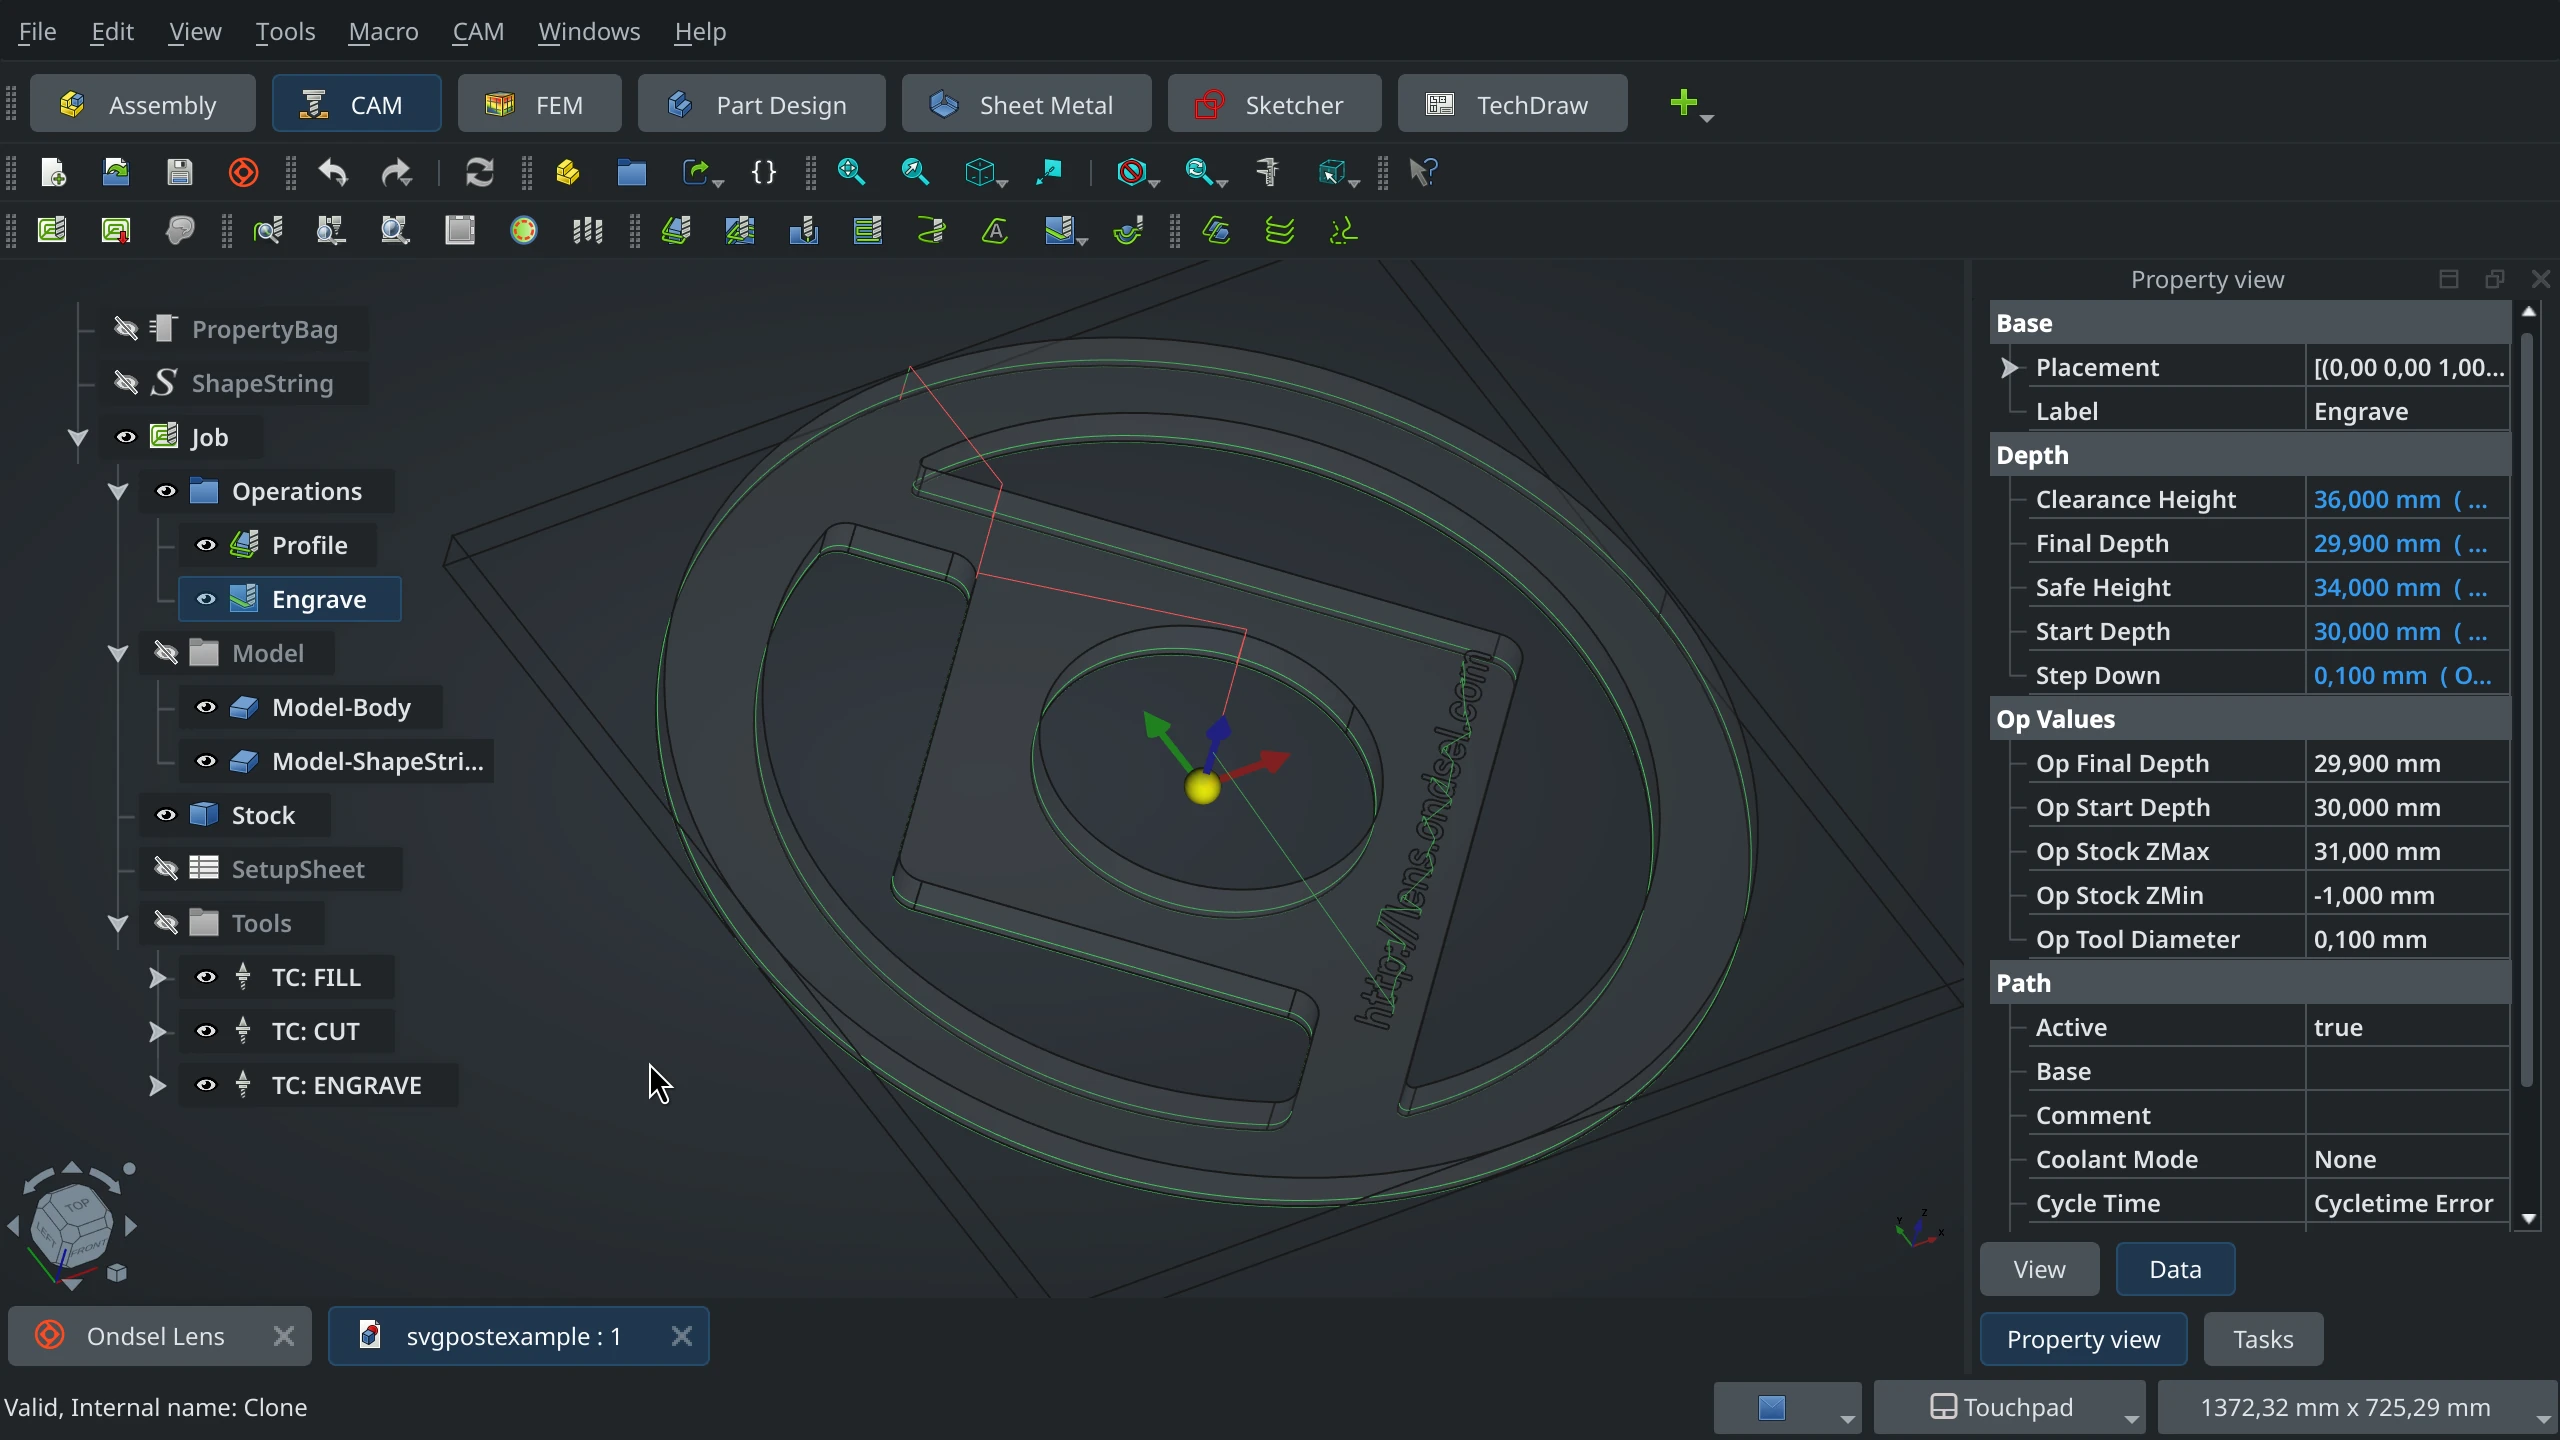 File Edit View Tools Macro CAM Windows Help
Assembly CAM FEM Part Design Sheet Metal Sketcher TechDraw
PropertyBag
ShapeString
Job
Operations
Profile
Engrave
Model
Model-Body
Model-ShapeStri...
Stock
SetupSheet
Tools
TC: FILL
TC: CUT
TC: ENGRAVE
http://lens.ondsel.com
TOP
LEFT
FRONT
Y Z X
Property view
Base
Placement [(0,00 0,00 1,00...
Label Engrave
Depth
Clearance Height 36,000 mm ( ...
Final Depth 29,900 mm ( ...
Safe Height 34,000 mm ( ...
Start Depth 30,000 mm ( ...
Step Down 0,100 mm ( O...
Op Values
Op Final Depth 29,900 mm
Op Start Depth 30,000 mm
Op Stock ZMax 31,000 mm
Op Stock ZMin -1,000 mm
Op Tool Diameter 0,100 mm
Path
Active true
Base
Comment
Coolant Mode None
Cycle Time Cycletime Error
View Data
Property view Tasks
Ondsel Lens svgpostexample : 1
Valid, Internal name: Clone
Touchpad 1372,32 mm x 725,29 mm